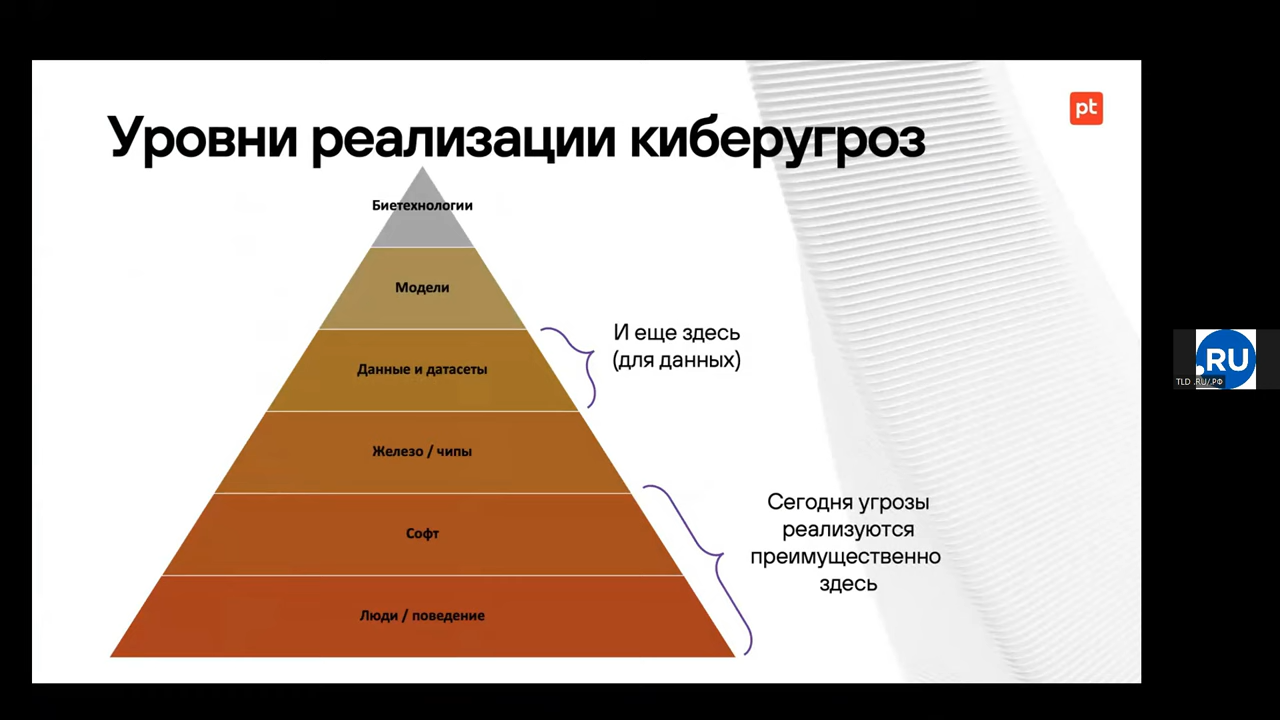 Уровни реализации киберугроз
pt
Биетехнологии
Модели
И еще здесь
(для данных)
Данные и датасеты
Железо / чипы
Сегодня угрозы
реализуются
преимущественно
здесь
Софт
Люди / поведение
.RU
TLD .RU/.РФ